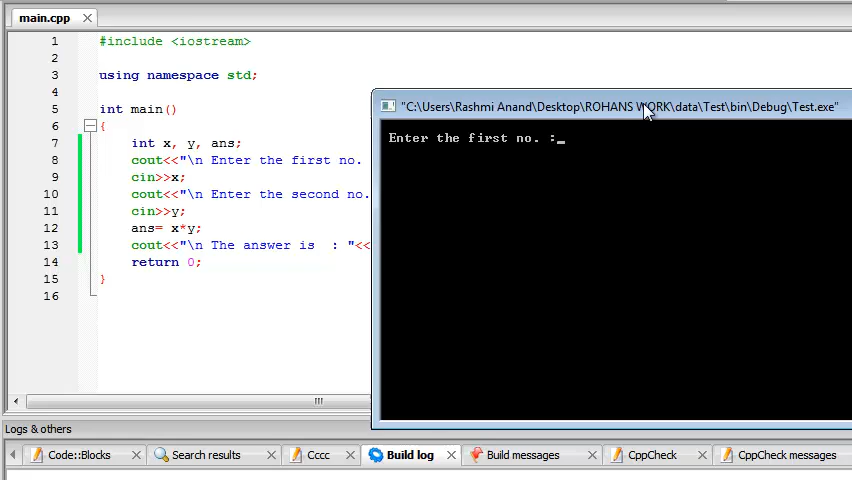 main.cpp
1 #include <iostream>
2
3 using namespace std;
4
5 int main()
6 {
7 int x, y, ans;
8 cout<<"\n Enter the first no.
9 cin>>x;
10 cout<<"\n Enter the second no.
11 cin>>y;
12 ans= x*y;
13 cout<<"\n The answer is  : "<<
14 return 0;
15 }
16
"C:\Users\Rashmi Anand\Desktop\ROHANS WORK\data\Test\bin\Debug\Test.exe"
Enter the first no. :_
Logs & others
Code::Blocks Search results Cccc Build log Build messages CppCheck CppCheck messages